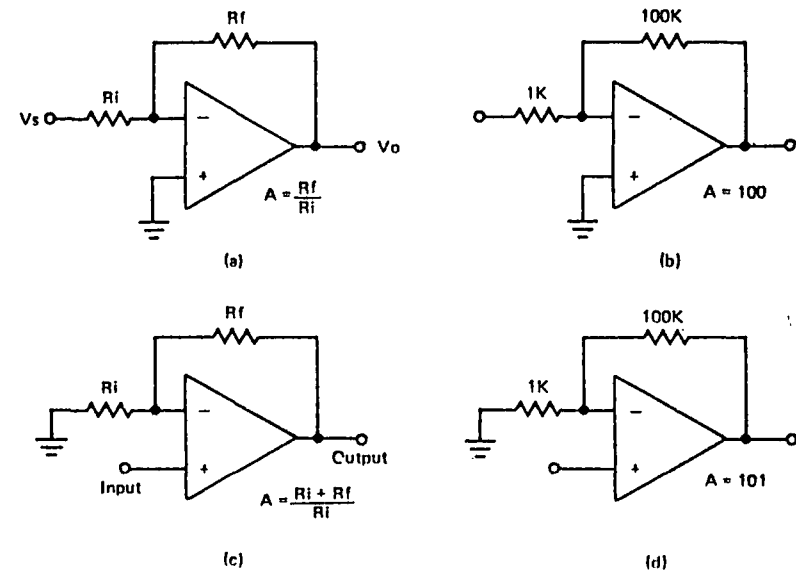 Rf
Ri
Vs
−
+
Vo
A = Rf
Ri
(a)
100K
1K
−
+
A = 100
(b)
Rf
Ri
−
+
Input
Output
A = Ri + Rf
Ri
(c)
100K
1K
−
+
A = 101
(d)